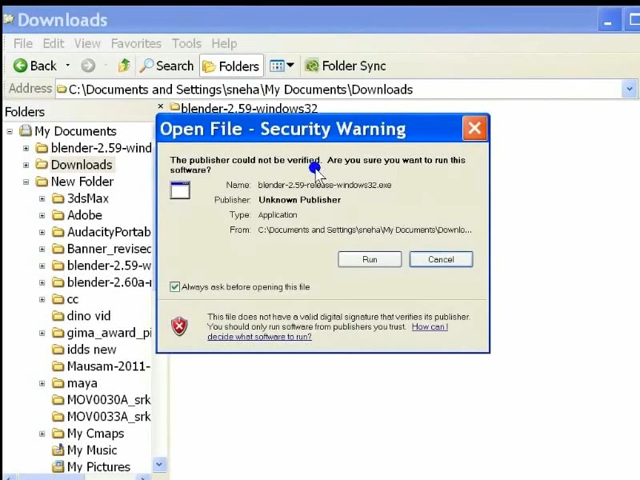 Downloads
File Edit View Favorites Tools Help
Back Search Folders Folder Sync
Address C:\Documents and Settings\sneha\My Documents\Downloads
Folders
blender-2.59-windows32
My Documents
blender-2.59-wind
Downloads
New Folder
3dsMax
Adobe
AudacityPortab
Banner_revised
blender-2.59-w
blender-2.60a-
cc
dino vid
gima_award_pi
idds new
Mausam-2011-
maya
MOV0030A_srk
MOV0033A_srk
My Cmaps
My Music
My Pictures
Open File - Security Warning
The publisher could not be verified. Are you sure you want to run this
software?
Name: blender-2.59-release-windows32.exe
Publisher: Unknown Publisher
Type: Application
From: C:\Documents and Settings\sneha\My Documents\Downlo...
Run Cancel
Always ask before opening this file
This file does not have a valid digital signature that verifies its publisher.
You should only run software from publishers you trust. How can I
decide what software to run?